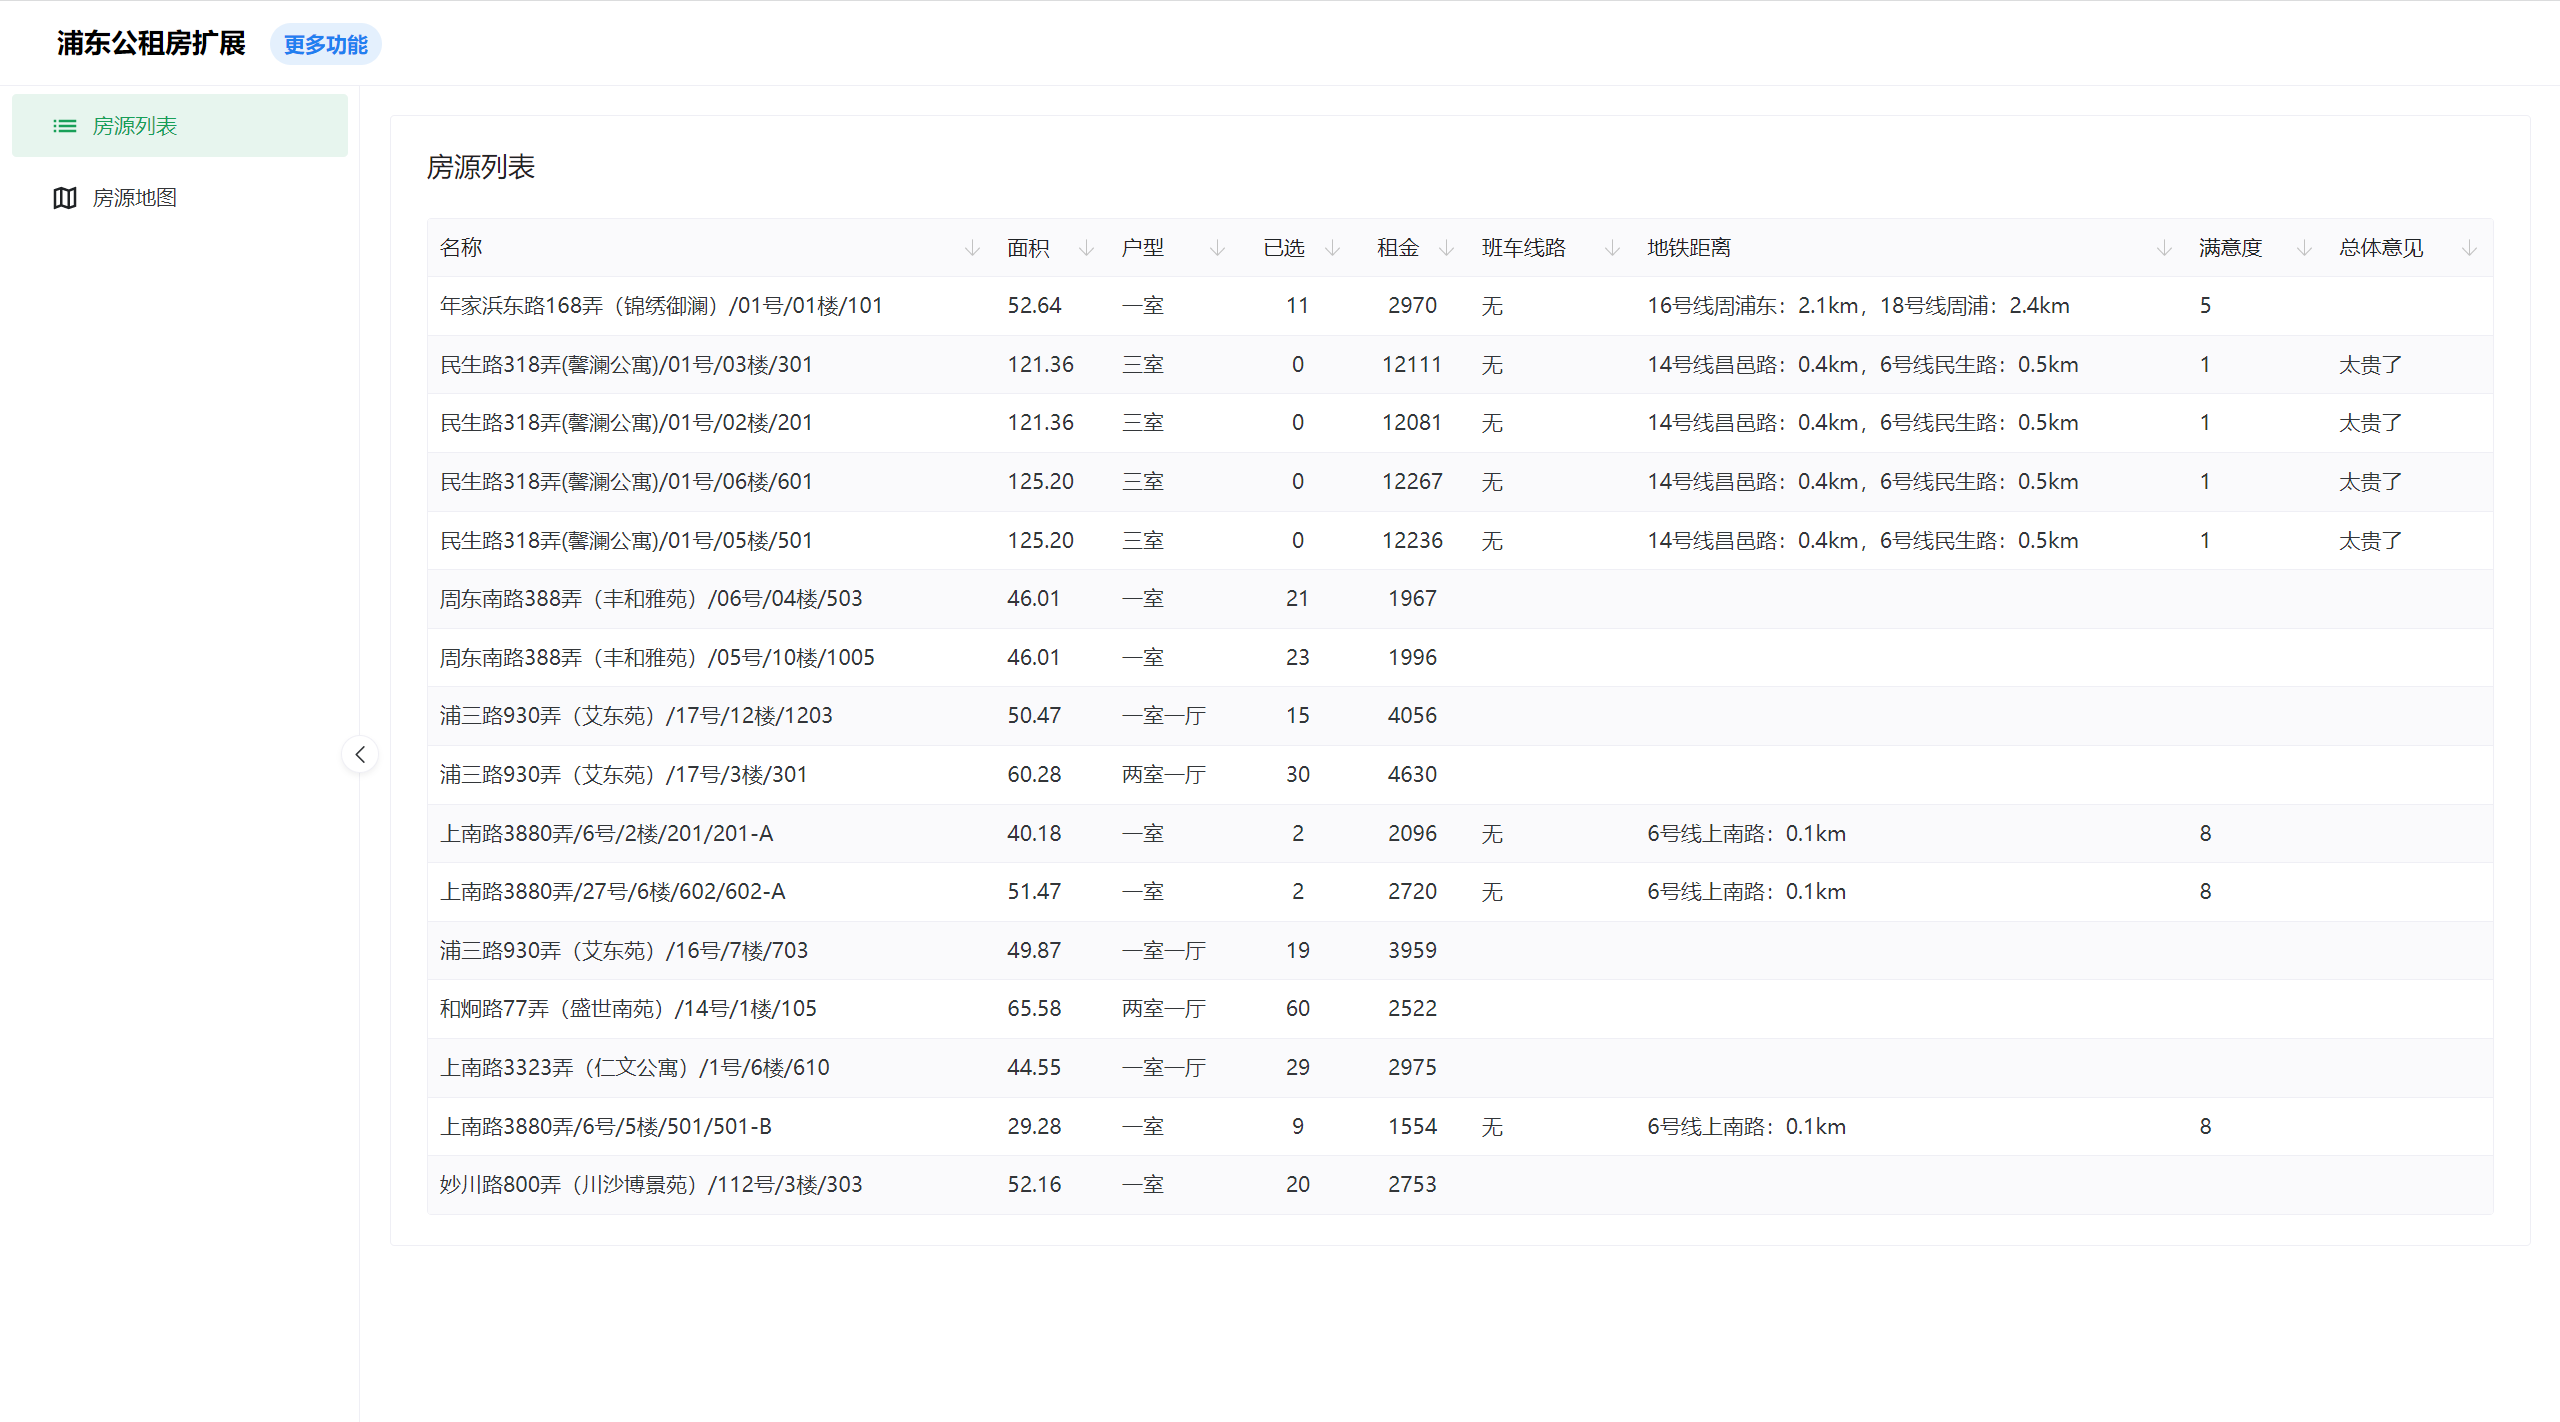 浦东公租房扩展 更多功能
房源列表
房源地图
房源列表
名称 面积 户型 已选 租金 班车线路 地铁距离 满意度 总体意见
年家浜东路168弄（锦绣御澜）/01号/01楼/101 52.64 一室 11 2970 无 16号线周浦东：2.1km，18号线周浦：2.4km 5
民生路318弄(馨澜公寓)/01号/03楼/301 121.36 三室 0 12111 无 14号线昌邑路：0.4km，6号线民生路：0.5km 1 太贵了
民生路318弄(馨澜公寓)/01号/02楼/201 121.36 三室 0 12081 无 14号线昌邑路：0.4km，6号线民生路：0.5km 1 太贵了
民生路318弄(馨澜公寓)/01号/06楼/601 125.20 三室 0 12267 无 14号线昌邑路：0.4km，6号线民生路：0.5km 1 太贵了
民生路318弄(馨澜公寓)/01号/05楼/501 125.20 三室 0 12236 无 14号线昌邑路：0.4km，6号线民生路：0.5km 1 太贵了
周东南路388弄（丰和雅苑）/06号/04楼/503 46.01 一室 21 1967
周东南路388弄（丰和雅苑）/05号/10楼/1005 46.01 一室 23 1996
浦三路930弄（艾东苑）/17号/12楼/1203 50.47 一室一厅 15 4056
浦三路930弄（艾东苑）/17号/3楼/301 60.28 两室一厅 30 4630
上南路3880弄/6号/2楼/201/201-A 40.18 一室 2 2096 无 6号线上南路：0.1km 8
上南路3880弄/27号/6楼/602/602-A 51.47 一室 2 2720 无 6号线上南路：0.1km 8
浦三路930弄（艾东苑）/16号/7楼/703 49.87 一室一厅 19 3959
和炯路77弄（盛世南苑）/14号/1楼/105 65.58 两室一厅 60 2522
上南路3323弄（仁文公寓）/1号/6楼/610 44.55 一室一厅 29 2975
上南路3880弄/6号/5楼/501/501-B 29.28 一室 9 1554 无 6号线上南路：0.1km 8
妙川路800弄（川沙博景苑）/112号/3楼/303 52.16 一室 20 2753